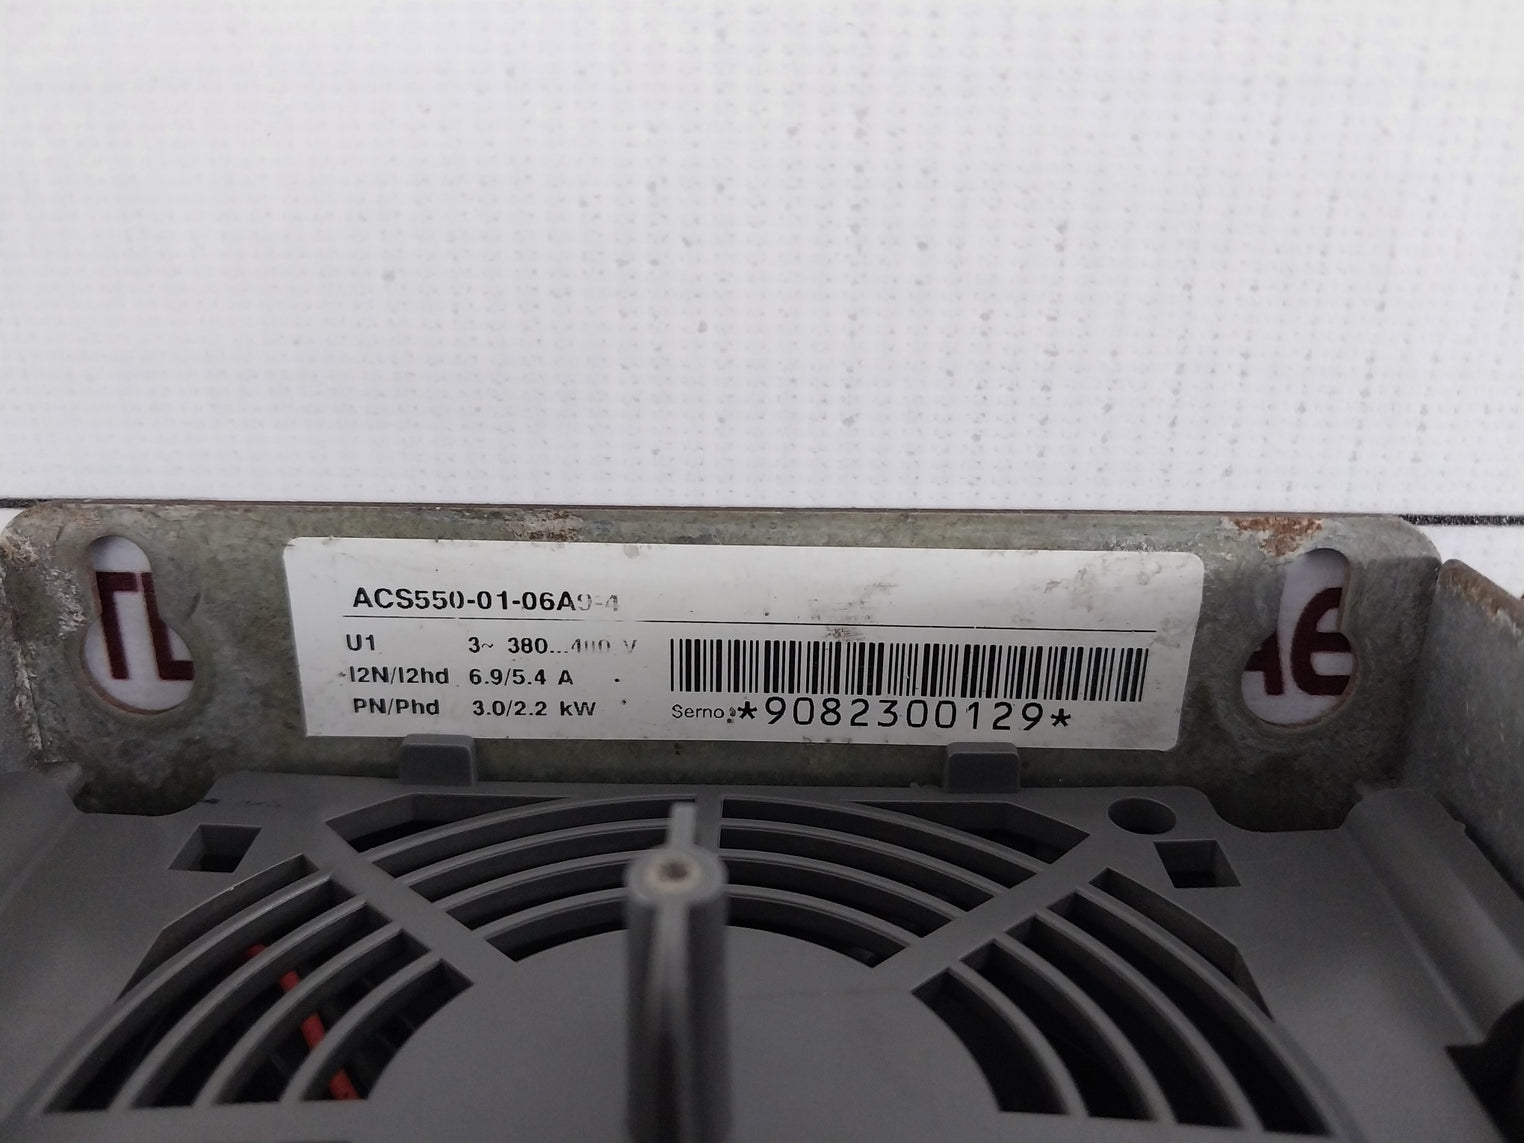 ACS550-01-06A9-4
U1 3~ 380...480 V
I2N/I2hd 6.9/5.4 A
PN/Phd 3.0/2.2 kW
Serno: *9082300129*